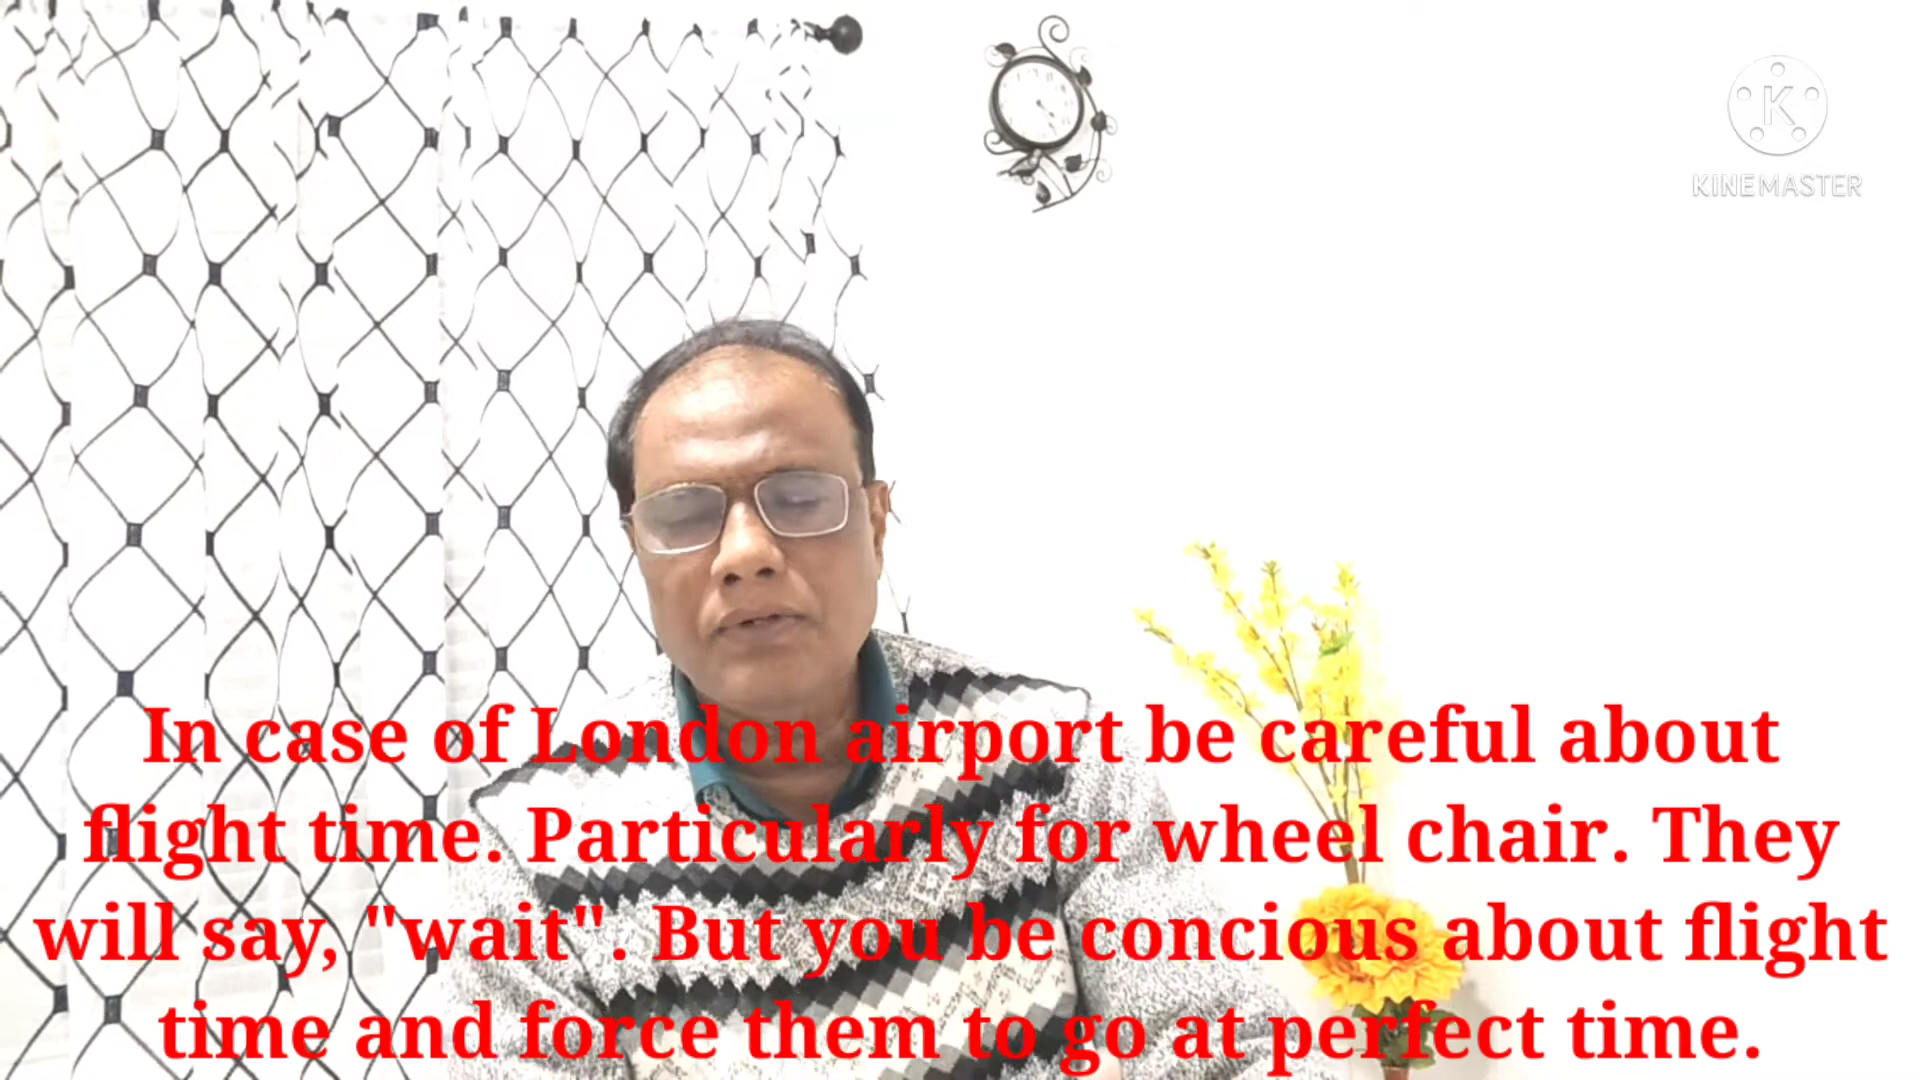 KINEMASTER
In case of London airport be careful about
flight time. Particularly for wheel chair. They
will say, "wait". But you be concious about flight
time and force them to go at perfect time.